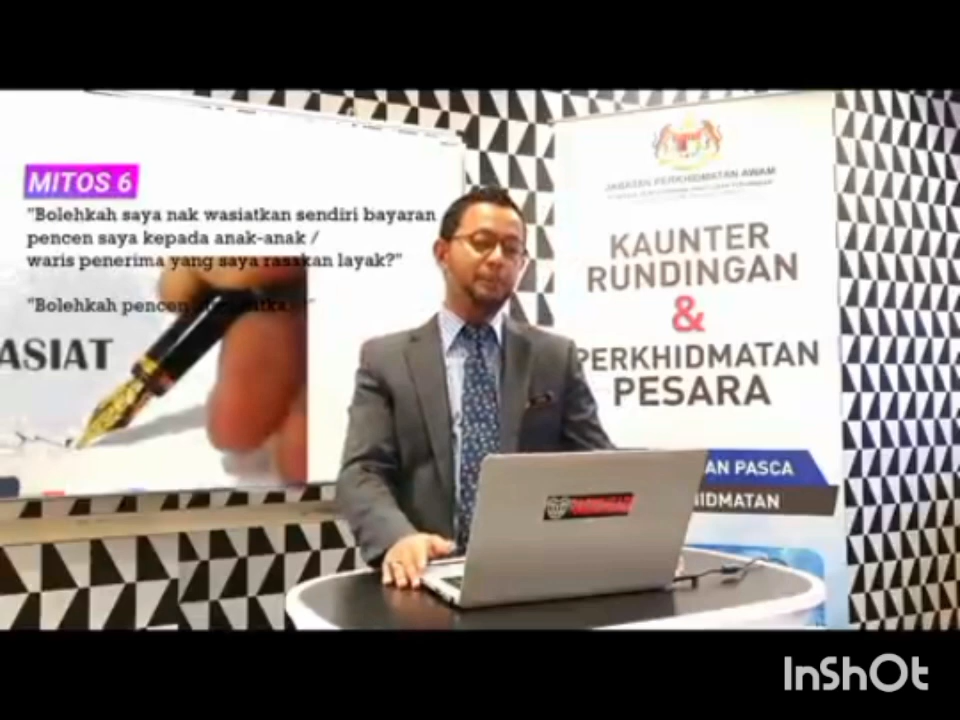 MITOS 6
"Bolehkah saya nak wasiatkan sendiri bayaran
pencen saya kepada anak-anak /
waris penerima yang saya rasakan layak?"
"Bolehkah pencen
ASIAT
JABATAN PERKHIDMATAN AWAM
KAUNTER
RUNDINGAN
&
PERKHIDMATAN
PESARA
AN PASCA
HIDMATAN
InShOt